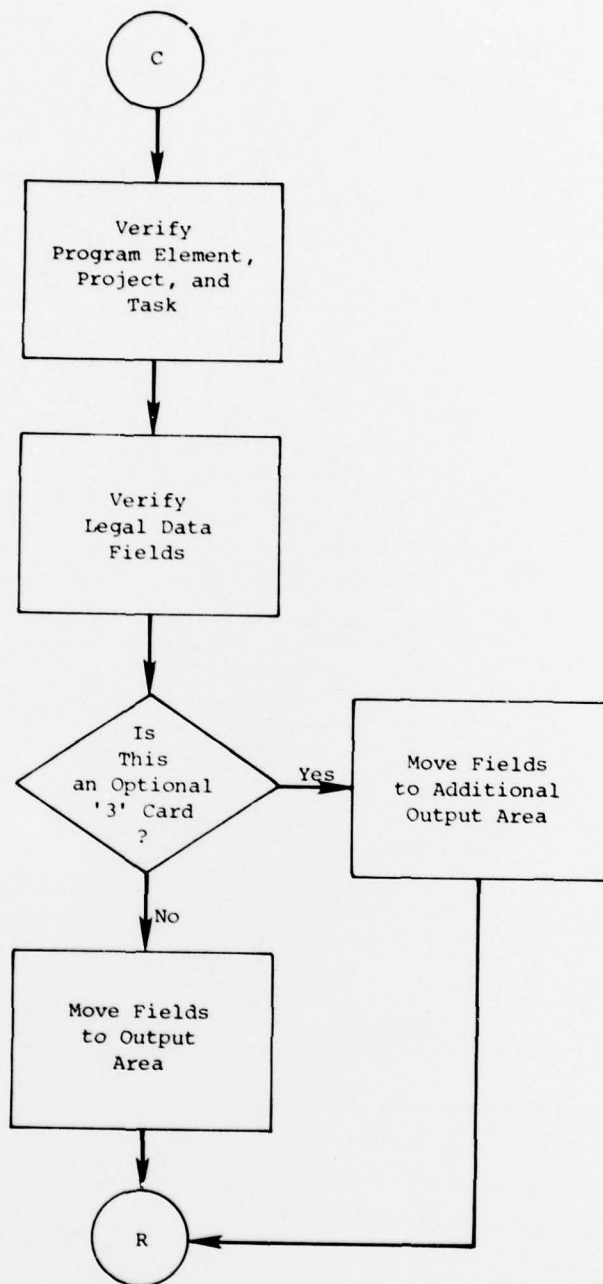 C
Verify
Program Element,
Project, and
Task
Verify
Legal Data
Fields
Is
This
an Optional
'3' Card
?
Yes
Move Fields
to Additional
Output Area
No
Move Fields
to Output
Area
R